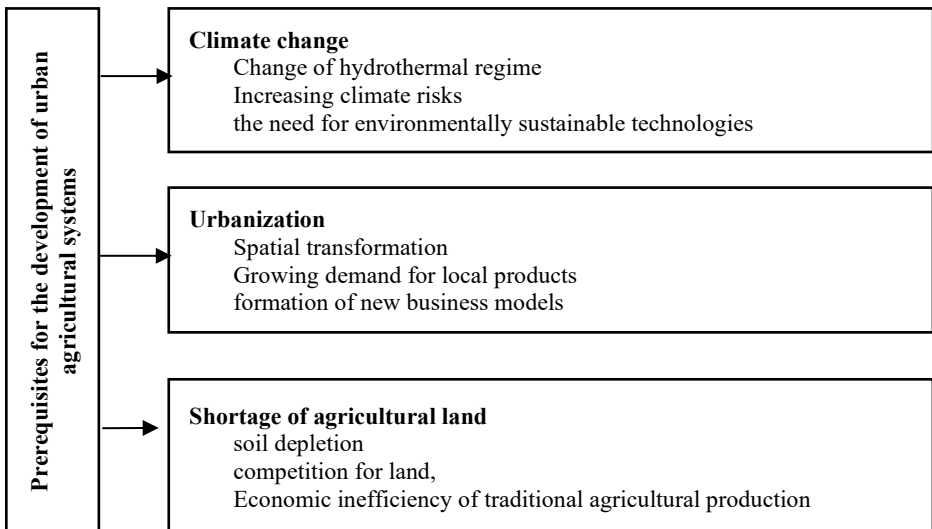 Prerequisites for the development of urban
agricultural systems
Climate change
Change of hydrothermal regime
Increasing climate risks
the need for environmentally sustainable technologies
Urbanization
Spatial transformation
Growing demand for local products
formation of new business models
Shortage of agricultural land
soil depletion
competition for land,
Economic inefficiency of traditional agricultural production